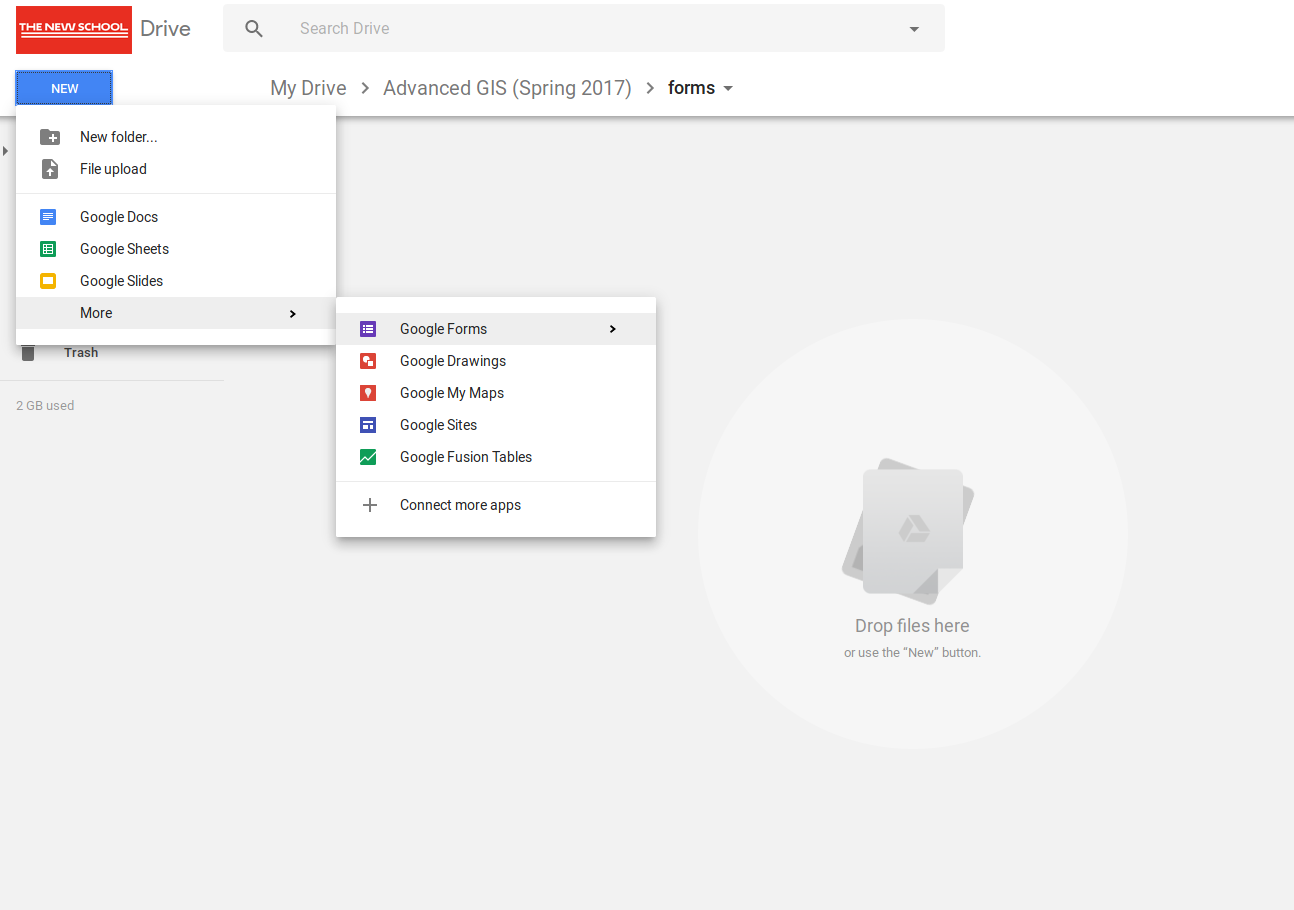 THE NEW SCHOOL Drive Search Drive
NEW My Drive Advanced GIS (Spring 2017) forms
New folder...
File upload
Google Docs
Google Sheets
Google Slides
More
Google Forms
Google Drawings
Google My Maps
Google Sites
Google Fusion Tables
Connect more apps
Trash
2 GB used
Drop files here
or use the “New” button.